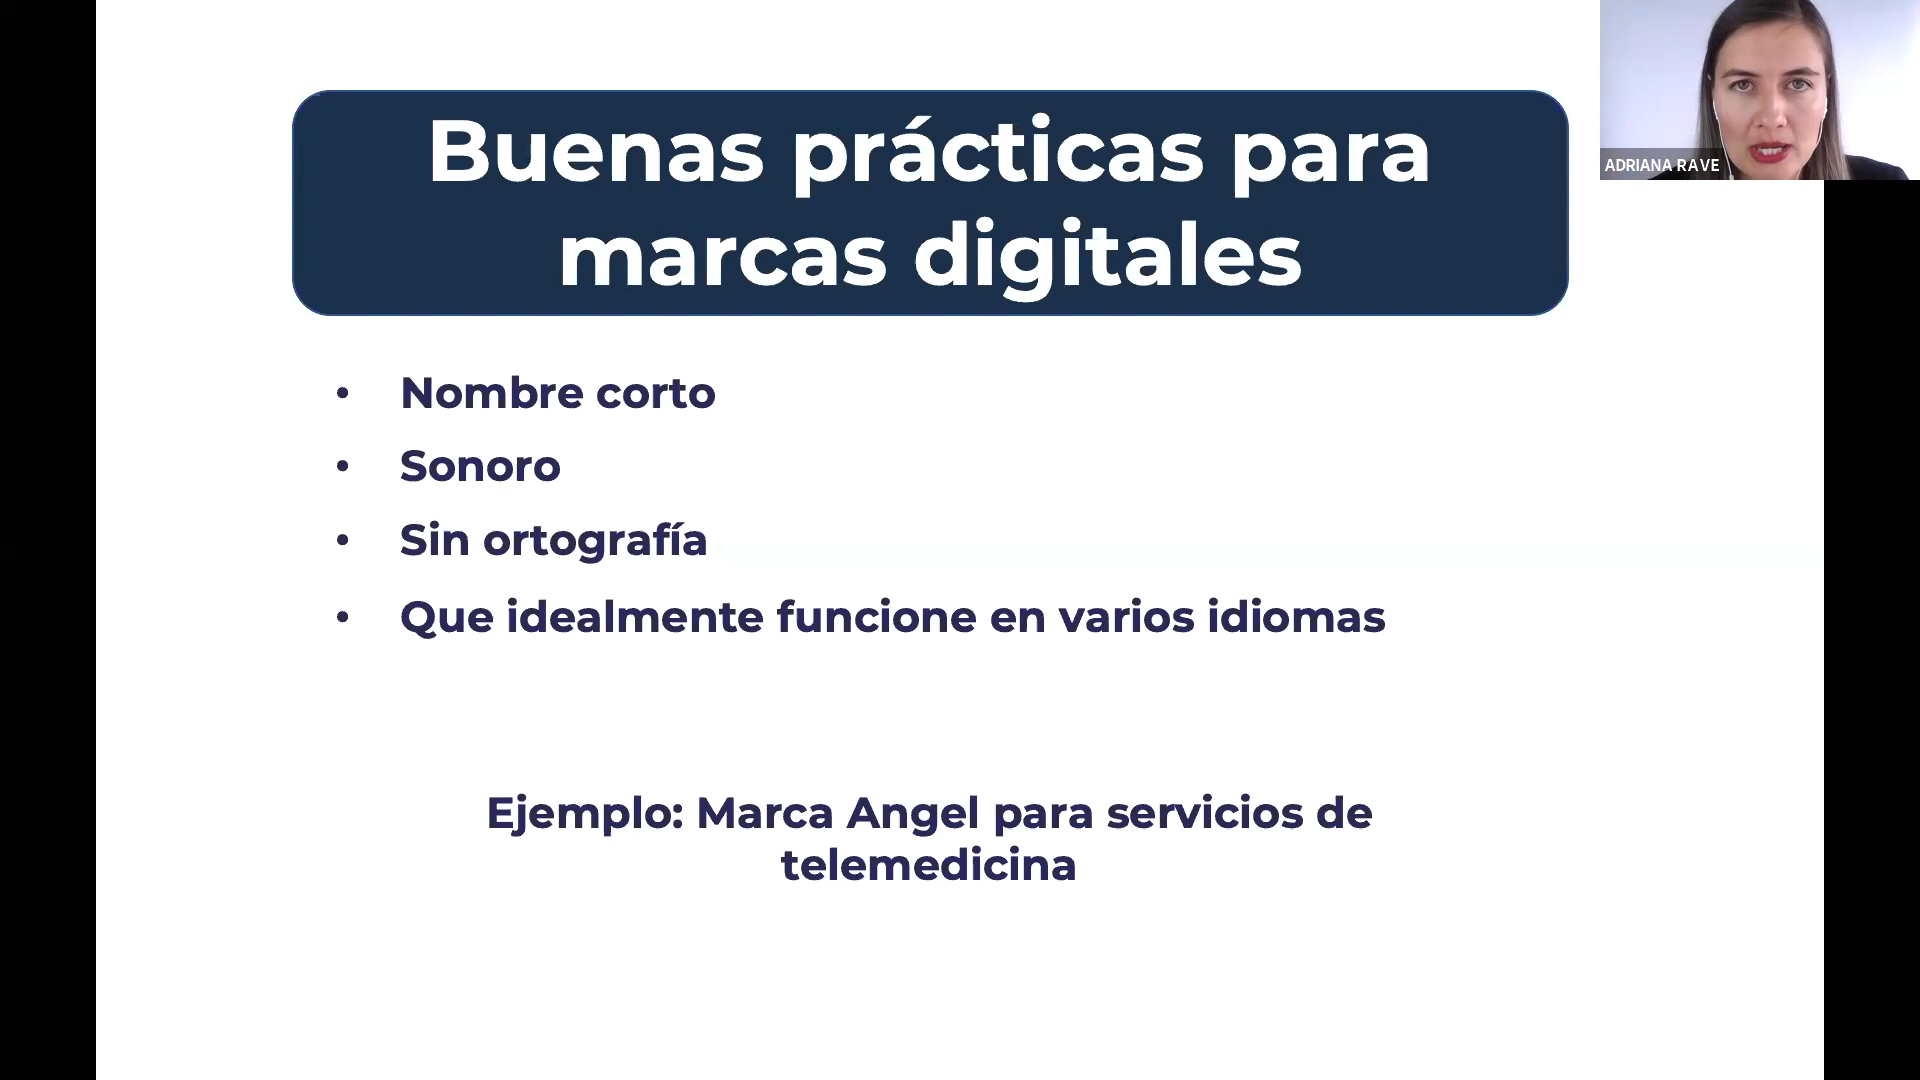 Buenas prácticas para
marcas digitales
ADRIANA RAVE
• Nombre corto
• Sonoro
• Sin ortografía
• Que idealmente funcione en varios idiomas
Ejemplo: Marca Angel para servicios de
telemedicina